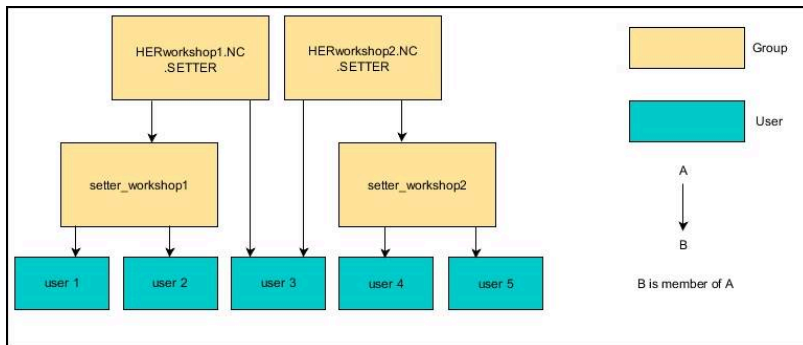 HERworkshop1.NC
.SETTER
HERworkshop2.NC
.SETTER
Group
User
setter_workshop1
setter_workshop2
A
B
user 1
user 2
user 3
user 4
user 5
B is member of A